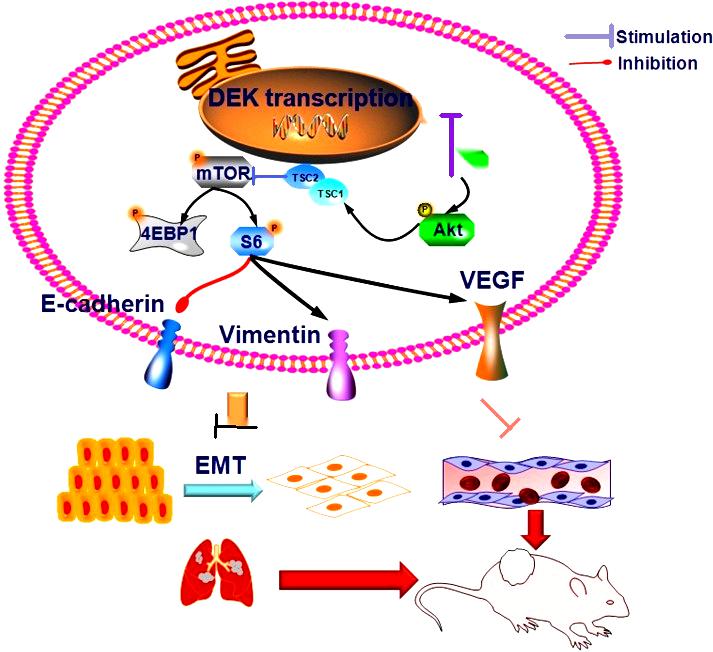 Stimulation
Inhibition
DEK transcription
P
mTOR
TSC2
TSC1
P
4EBP1
P
S6
P
Akt
E-cadherin
Vimentin
VEGF
EMT